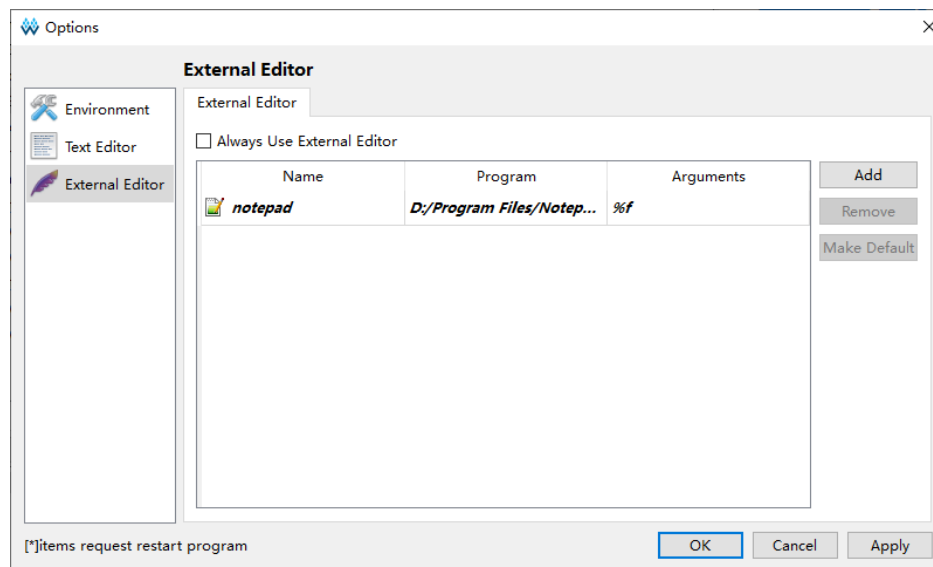 Options
External Editor
Environment
Text Editor
External Editor
External Editor
Always Use External Editor
Name Program Arguments
notepad D:/Program Files/Notep... %f
Add
Remove
Make Default
[*]items request restart program
OK Cancel Apply